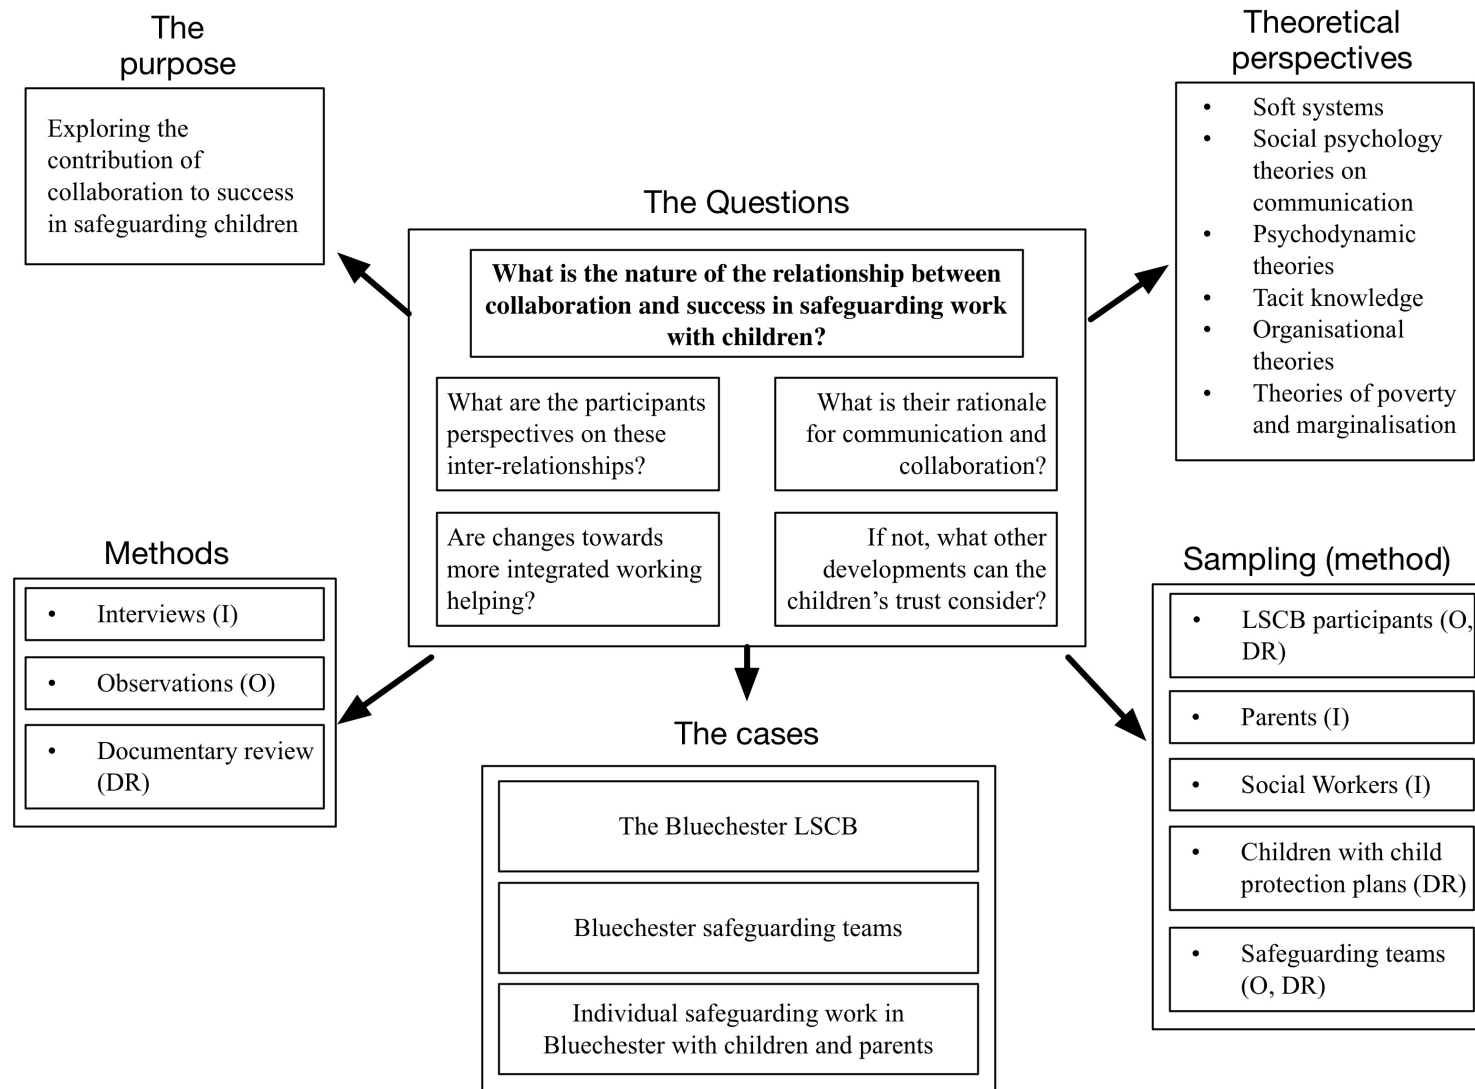 The
purpose
Exploring the
contribution of
collaboration to success
in safeguarding children
Theoretical
perspectives
• Soft systems
• Social psychology
theories on
communication
• Psychodynamic
theories
• Tacit knowledge
• Organisational
theories
• Theories of poverty
and marginalisation
The Questions
What is the nature of the relationship between
collaboration and success in safeguarding work
with children?
What are the participants
perspectives on these
inter-relationships?
What is their rationale
for communication and
collaboration?
Are changes towards
more integrated working
helping?
If not, what other
developments can the
children’s trust consider?
Methods
• Interviews (I)
• Observations (O)
• Documentary review
(DR)
The cases
The Bluechester LSCB
Bluechester safeguarding teams
Individual safeguarding work in
Bluechester with children and parents
Sampling (method)
• LSCB participants (O,
DR)
• Parents (I)
• Social Workers (I)
• Children with child
protection plans (DR)
• Safeguarding teams
(O, DR)